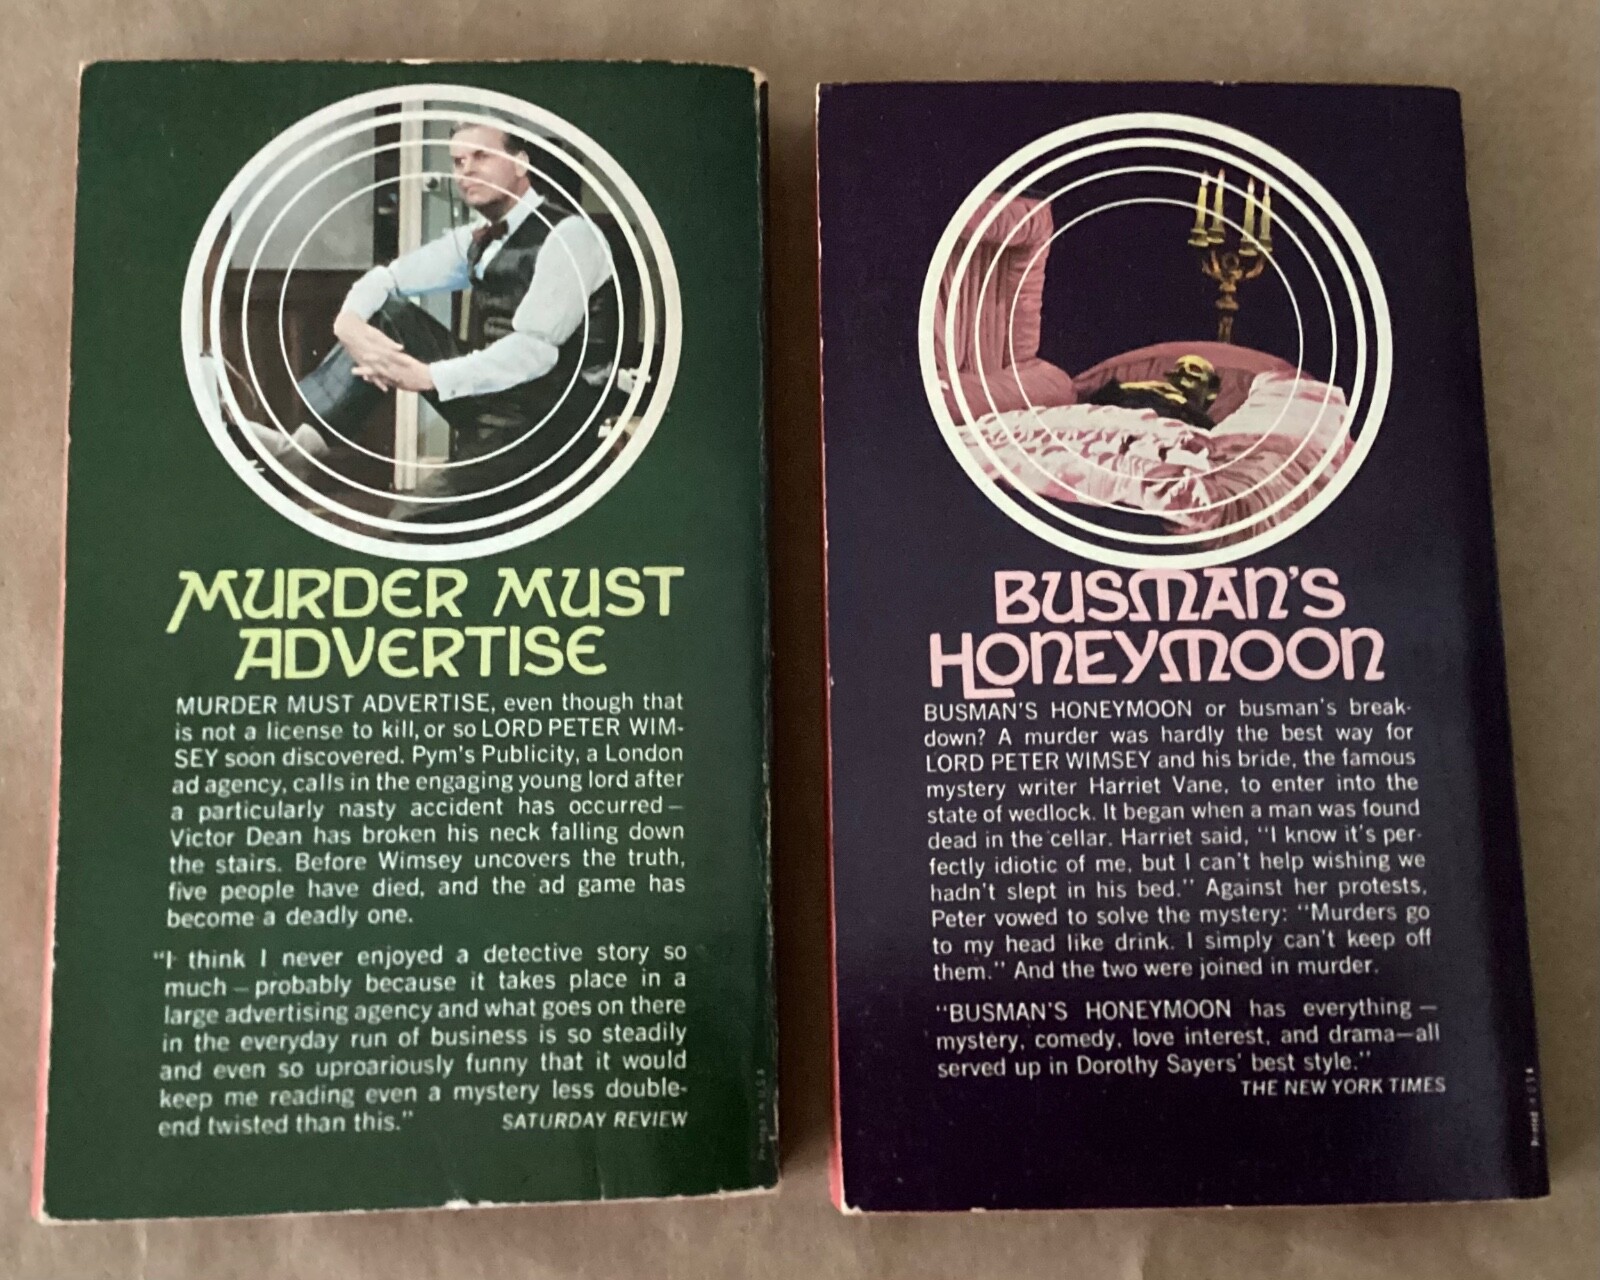 MURDER MUST
ADVERTISE
MURDER MUST ADVERTISE, even though that
is not a license to kill, or so LORD PETER WIM-
SEY soon discovered. Pym's Publicity, a London
ad agency, calls in the engaging young lord after
a particularly nasty accident has occurred—
Victor Dean has broken his neck falling down
the stairs. Before Wimsey uncovers the truth,
five people have died, and the ad game has
become a deadly one.
"I think I never enjoyed a detective story so
much—probably because it takes place in a
large advertising agency and what goes on there
in the everyday run of business is so steadily
and even so uproariously funny that it would
keep me reading even a mystery less double-
end twisted than this." SATURDAY REVIEW
BUSMAN'S
HONEYMOON
BUSMAN'S HONEYMOON or busman's break-
down? A murder was hardly the best way for
LORD PETER WIMSEY and his bride, the famous
mystery writer Harriet Vane, to enter into the
state of wedlock. It began when a man was found
dead in the cellar. Harriet said, "I know it's per-
fectly idiotic of me, but I can't help wishing we
hadn't slept in his bed." Against her protests,
Peter vowed to solve the mystery: "Murders go
to my head like drink. I simply can't keep off
them." And the two were joined in murder.
"BUSMAN'S HONEYMOON has everything—
mystery, comedy, love interest, and drama—all
served up in Dorothy Sayers' best style."
THE NEW YORK TIMES
Printed in USA